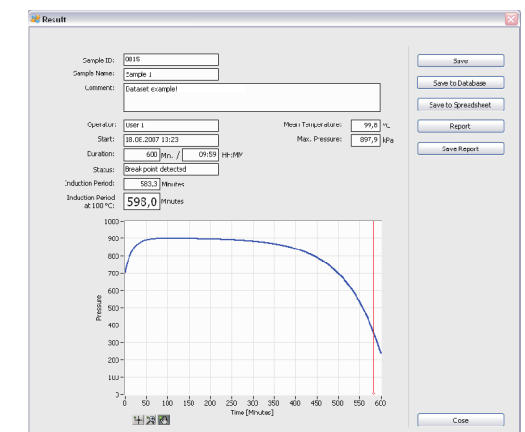 Result
Sample ID: 0815
Sample Name: Sample 1
Comment: Dataset example!
Operator: User 1
Mean Temperature: 99,8 °C
Start: 18.06.2007 13:23
Max. Pressure: 897,9 kPa
Duration: 600 Min. / 09:59 HH:MM
Status: Break point detected
Induction Period: 583,3 Minutes
Induction Period at 100 °C: 598,0 Minutes
Save
Save to Database
Save to Spreadsheet
Report
Save Report
Pressure
1000
900
800
700
600
500
400
300
200
100
0
0 50 100 150 200 250 300 350 400 450 500 550 600
Time [Minutes]
Close